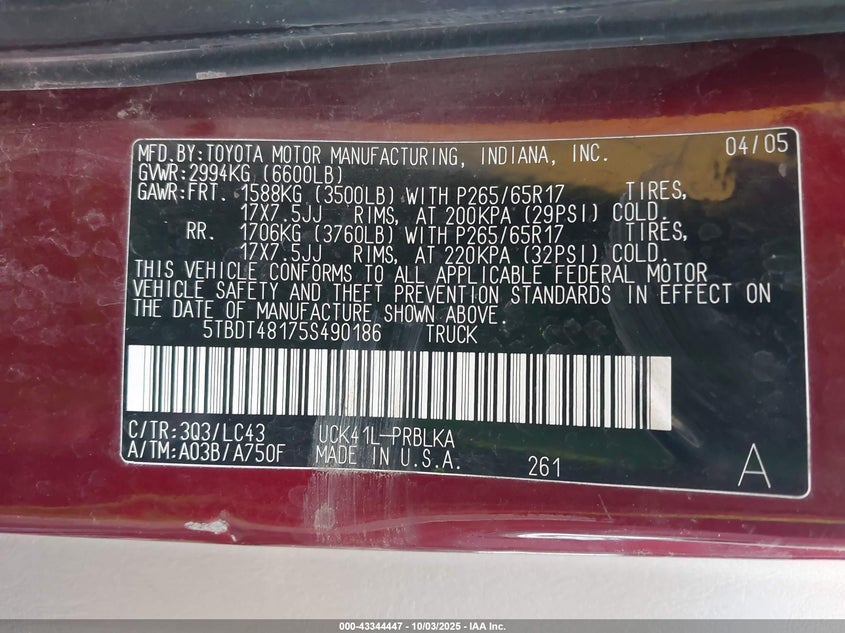 MFD.BY:TOYOTA MOTOR MANUFACTURING, INDIANA, INC. 04/05
GVWR:2994KG (6600LB)
GAWR:FRT. 1588KG (3500LB) WITH P265/65R17 TIRES,
17X7.5JJ RIMS, AT 200KPA (29PSI) COLD.
RR. 1706KG (3760LB) WITH P265/65R17 TIRES,
17X7.5JJ RIMS, AT 220KPA (32PSI) COLD.
THIS VEHICLE CONFORMS TO ALL APPLICABLE FEDERAL MOTOR
VEHICLE SAFETY AND THEFT PREVENTION STANDARDS IN EFFECT ON
THE DATE OF MANUFACTURE SHOWN ABOVE.
5TBDT48175S490186 TRUCK
C/TR:3Q3/LC43 UCK41L-PRBLKA
A/TM:A03B/A750F MADE IN U.S.A. 261 A
000-43344447 - 10/03/2025 - IAA Inc.